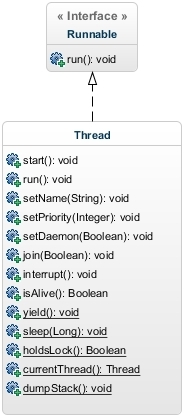 « Interface »
Runnable
run(): void
Thread
start(): void
run(): void
setName(String): void
setPriority(Integer): void
setDaemon(Boolean): void
join(Boolean): void
interrupt(): void
isAlive(): Boolean
yield(): void
sleep(Long): void
holdsLock(): Boolean
currentThread(): Thread
dumpStack(): void